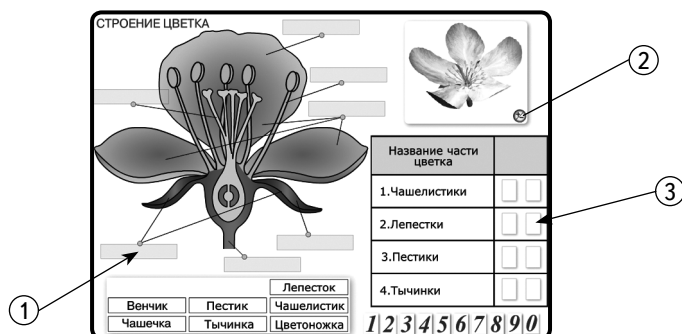 СТРОЕНИЕ ЦВЕТКА
2
Название части
цветка
1.Чашелистики
2.Лепестки
3
3.Пестики
4.Тычинки
1
Лепесток
Венчик Пестик Чашелистик
Чашечка Тычинка Цветоножка
1 2 3 4 5 6 7 8 9 0